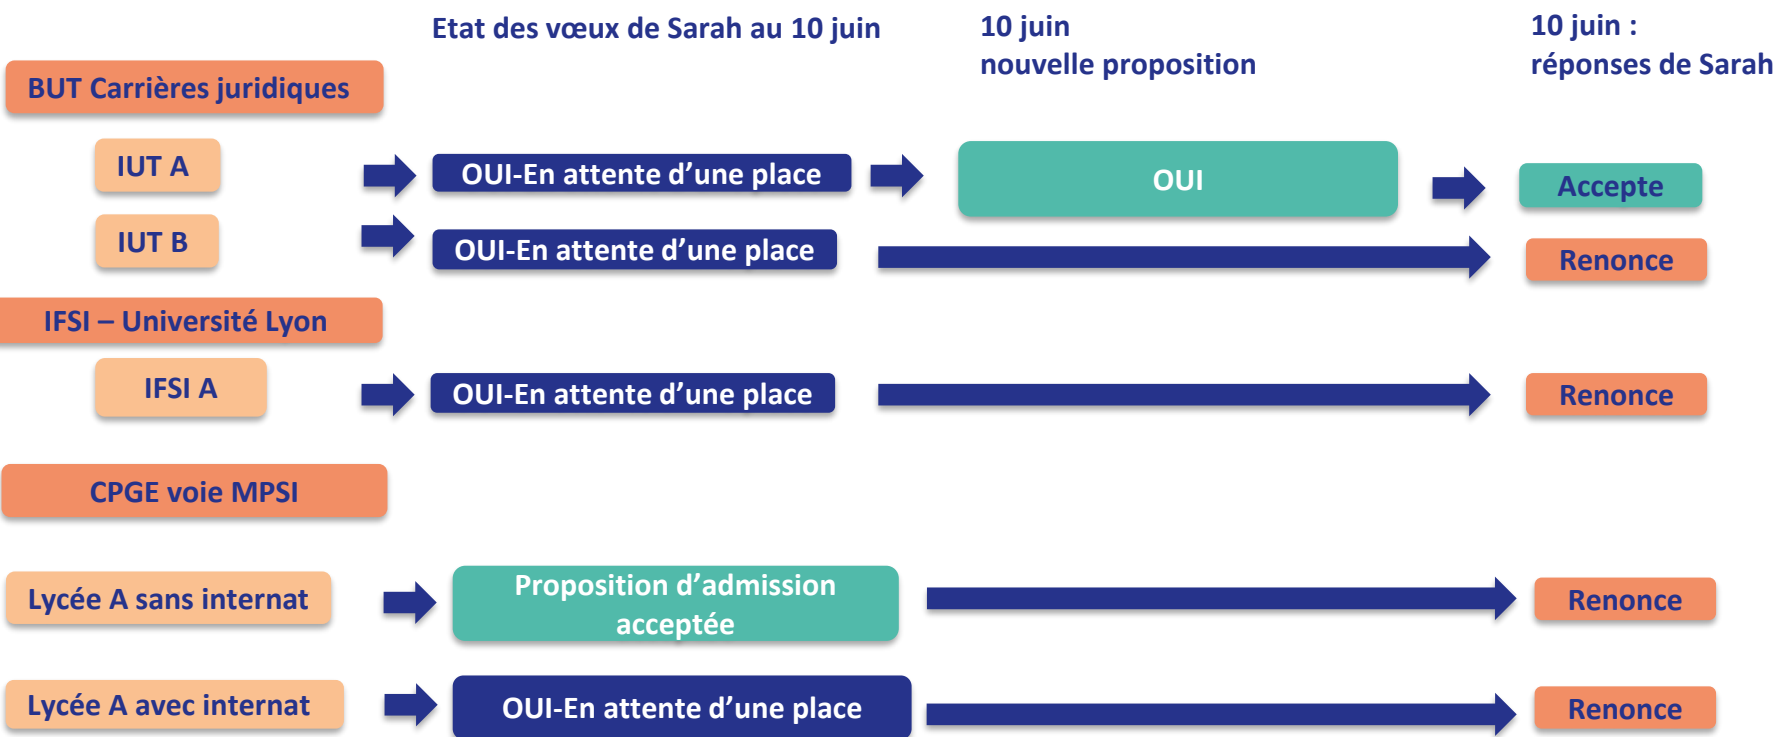 Etat des vœux de Sarah au 10 juin
10 juin
nouvelle proposition
10 juin :
réponses de Sarah
BUT Carrières juridiques
IUT A
OUI-En attente d’une place
OUI
Accepte
IUT B
OUI-En attente d’une place
Renonce
IFSI – Université Lyon
IFSI A
OUI-En attente d’une place
Renonce
CPGE voie MPSI
Lycée A sans internat
Proposition d’admission
acceptée
Renonce
Lycée A avec internat
OUI-En attente d’une place
Renonce